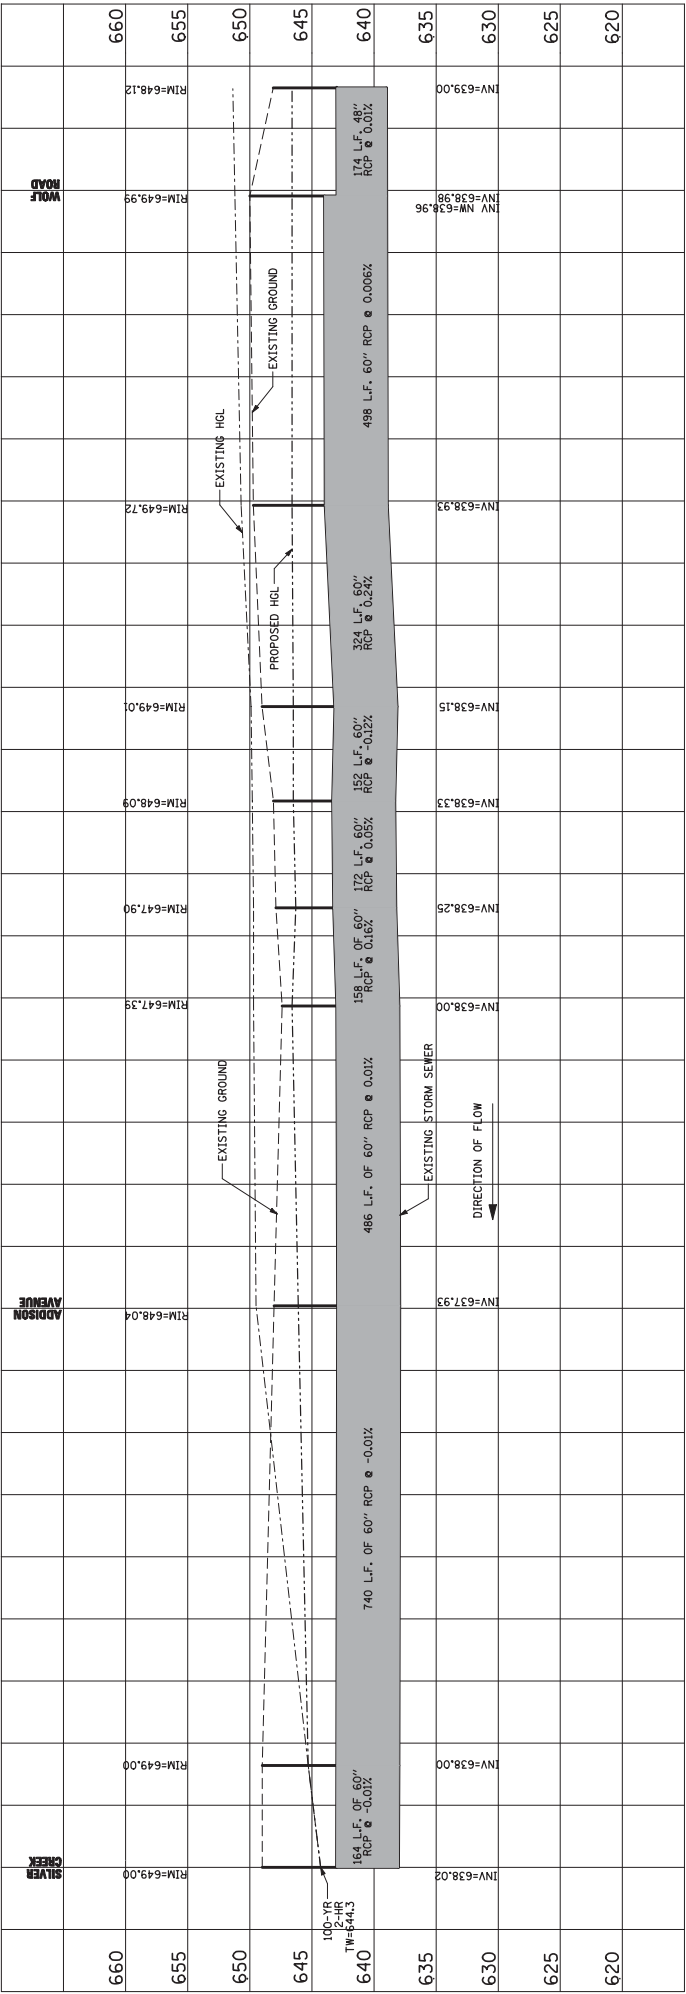 660
655
650
645
640
635
630
625
620
WOLF
ROAD
ADDISON
AVENUE
SILVER
CREEK
RIM=648.12
RIM=649.99
RIM=649.72
RIM=649.01
RIM=648.09
RIM=647.90
RIM=647.39
RIM=648.04
RIM=649.00
RIM=649.00
EXISTING HGL
EXISTING GROUND
PROPOSED HGL
EXISTING GROUND
100-YR
2-HR
TW=644.3
174 L.F. 48"
RCP @ 0.01%
498 L.F. 60" RCP @ 0.006%
324 L.F. 60"
RCP @ 0.24%
152 L.F. 60"
RCP @ -0.12%
172 L.F. 60"
RCP @ 0.05%
158 L.F. OF 60"
RCP @ 0.16%
486 L.F. OF 60" RCP @ 0.01%
740 L.F. OF 60" RCP @ -0.01%
164 L.F. OF 60"
RCP @ -0.01%
EXISTING STORM SEWER
DIRECTION OF FLOW
INV=639.00
INV=638.98
INV NW=638.96
INV=638.93
INV=638.15
INV=638.33
INV=638.25
INV=638.00
INV=637.93
INV=638.00
INV=638.02
660
655
650
645
640
635
630
625
620